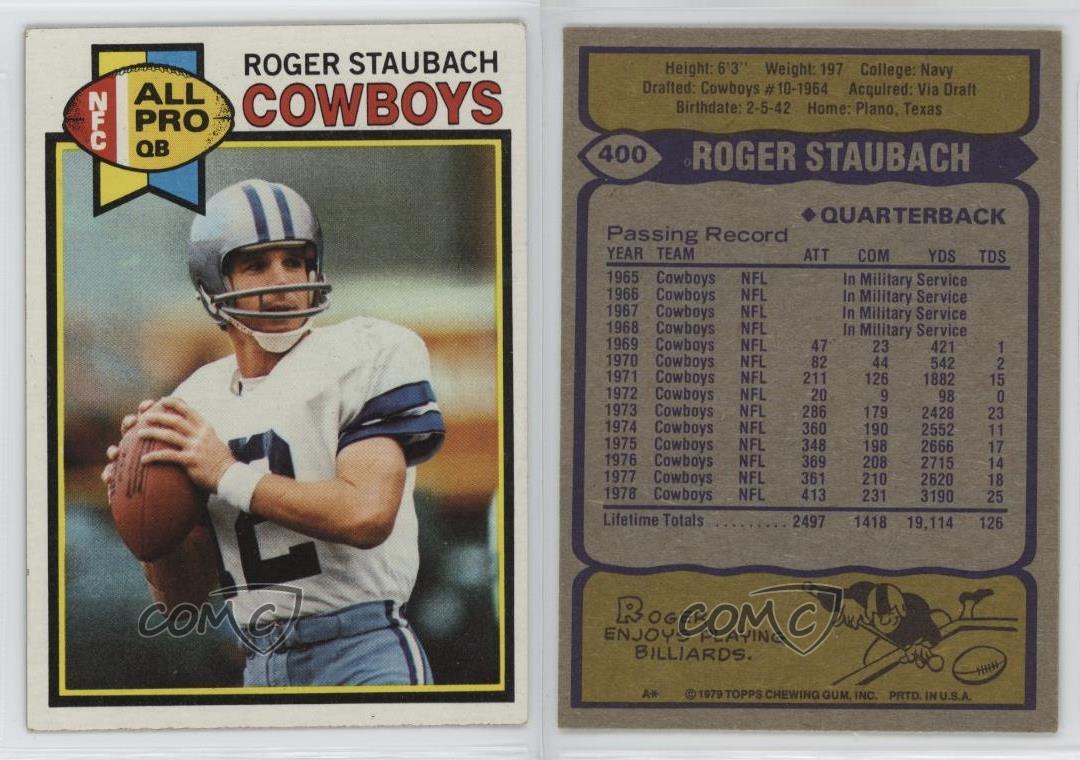 NFC
ALL
PRO
QB
ROGER STAUBACH
COWBOYS
12
COMC
Height: 6'3" Weight: 197 College: Navy
Drafted: Cowboys #10-1964 Acquired: Via Draft
Birthdate: 2-5-42 Home: Plano, Texas
400 ROGER STAUBACH
◆QUARTERBACK
Passing Record
YEAR TEAM ATT COM YDS TDS
1965 Cowboys NFL In Military Service
1966 Cowboys NFL In Military Service
1967 Cowboys NFL In Military Service
1968 Cowboys NFL In Military Service
1969 Cowboys NFL 47 23 421 1
1970 Cowboys NFL 82 44 542 2
1971 Cowboys NFL 211 126 1882 15
1972 Cowboys NFL 20 9 98 0
1973 Cowboys NFL 286 179 2428 23
1974 Cowboys NFL 360 190 2552 11
1975 Cowboys NFL 348 198 2666 17
1976 Cowboys NFL 369 208 2715 14
1977 Cowboys NFL 361 210 2620 18
1978 Cowboys NFL 413 231 3190 25
Lifetime Totals ......... 2497 1418 19,114 126
ROGER
ENJOYS PLAYING
BILLIARDS.
COMC
A* ©1979 TOPPS CHEWING GUM, INC. PRTD. IN U.S.A.